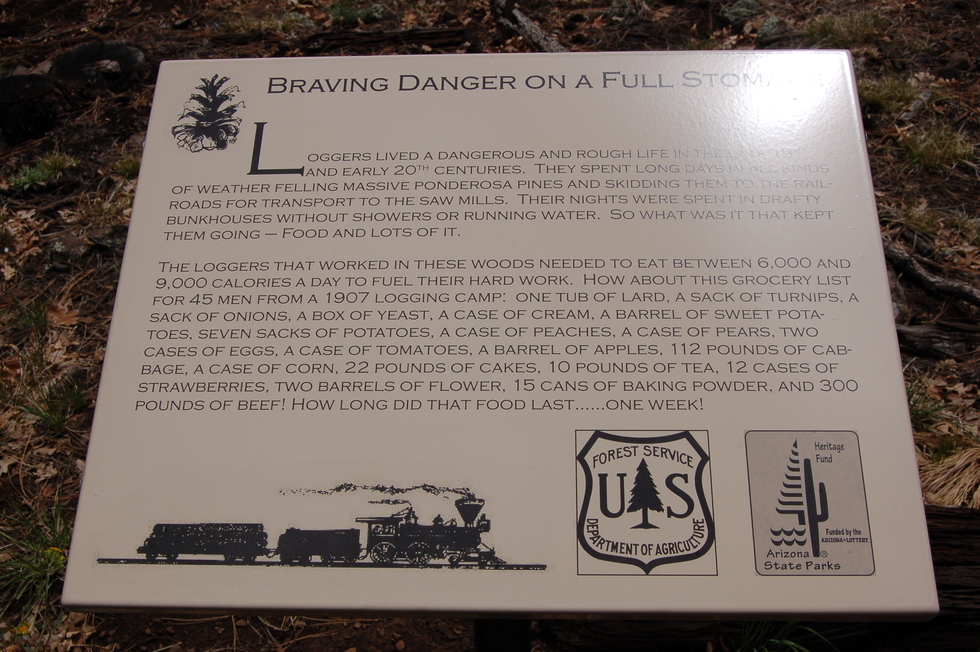 BRAVING DANGER ON A FULL STOMACH
LOGGERS LIVED A DANGEROUS AND ROUGH LIFE IN THE LATE 19TH
AND EARLY 20TH CENTURIES. THEY SPENT LONG DAYS IN ALL KINDS
OF WEATHER FELLING MASSIVE PONDEROSA PINES AND SKIDDING THEM TO THE RAIL-
ROADS FOR TRANSPORT TO THE SAW MILLS. THEIR NIGHTS WERE SPENT IN DRAFTY
BUNKHOUSES WITHOUT SHOWERS OR RUNNING WATER. SO WHAT WAS IT THAT KEPT
THEM GOING – FOOD AND LOTS OF IT.
THE LOGGERS THAT WORKED IN THESE WOODS NEEDED TO EAT BETWEEN 6,000 AND
9,000 CALORIES A DAY TO FUEL THEIR HARD WORK. HOW ABOUT THIS GROCERY LIST
FOR 45 MEN FROM A 1907 LOGGING CAMP: ONE TUB OF LARD, A SACK OF TURNIPS, A
SACK OF ONIONS, A BOX OF YEAST, A CASE OF CREAM, A BARREL OF SWEET POTA-
TOES, SEVEN SACKS OF POTATOES, A CASE OF PEACHES, A CASE OF PEARS, TWO
CASES OF EGGS, A CASE OF TOMATOES, A BARREL OF APPLES, 112 POUNDS OF CAB-
BAGE, A CASE OF CORN, 22 POUNDS OF CAKES, 10 POUNDS OF TEA, 12 CASES OF
STRAWBERRIES, TWO BARRELS OF FLOWER, 15 CANS OF BAKING POWDER, AND 300
POUNDS OF BEEF! HOW LONG DID THAT FOOD LAST......ONE WEEK!
FOREST SERVICE
U S
DEPARTMENT OF AGRICULTURE
Heritage
Fund
Funded by the
ARIZONA LOTTERY
Arizona ®
State Parks